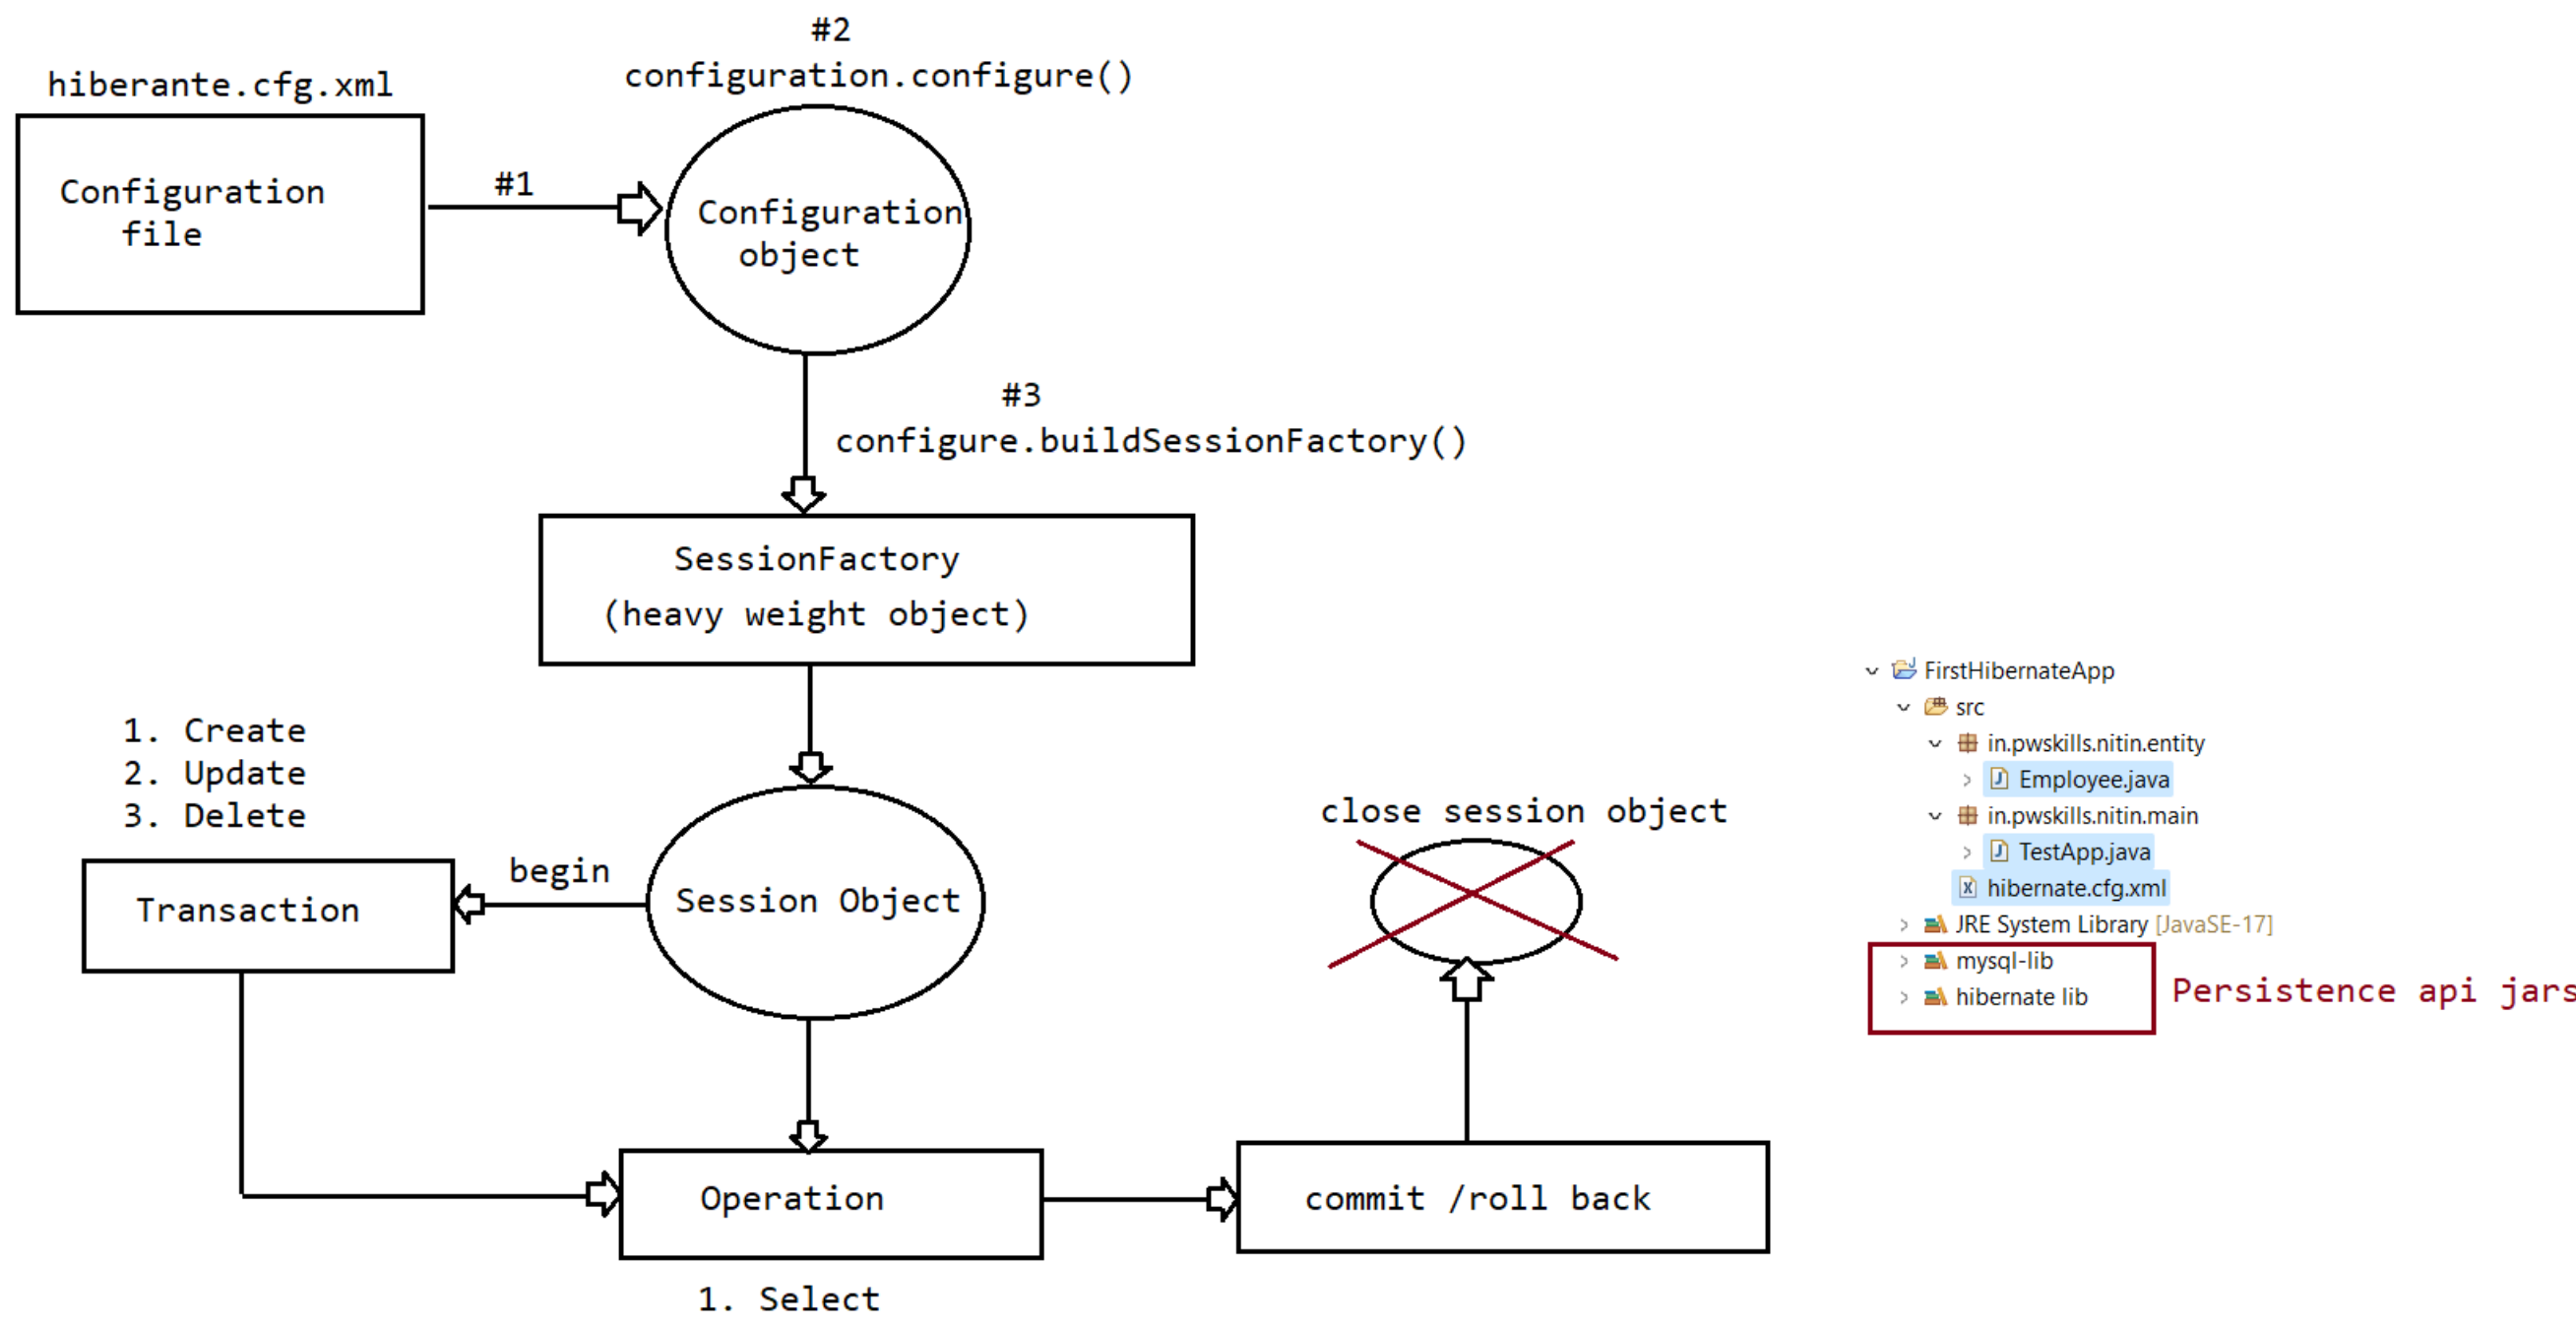 #2
configuration.configure()
hiberante.cfg.xml
Configuration
file
#1
Configuration
object
#3
configure.buildSessionFactory()
SessionFactory
(heavy weight object)
1. Create
2. Update
3. Delete
Transaction
begin
Session Object
close session object
Operation
commit /roll back
1. Select
FirstHibernateApp
src
in.pwskills.nitin.entity
Employee.java
in.pwskills.nitin.main
TestApp.java
hibernate.cfg.xml
JRE System Library [JavaSE-17]
mysql-lib
hibernate lib
Persistence api jars